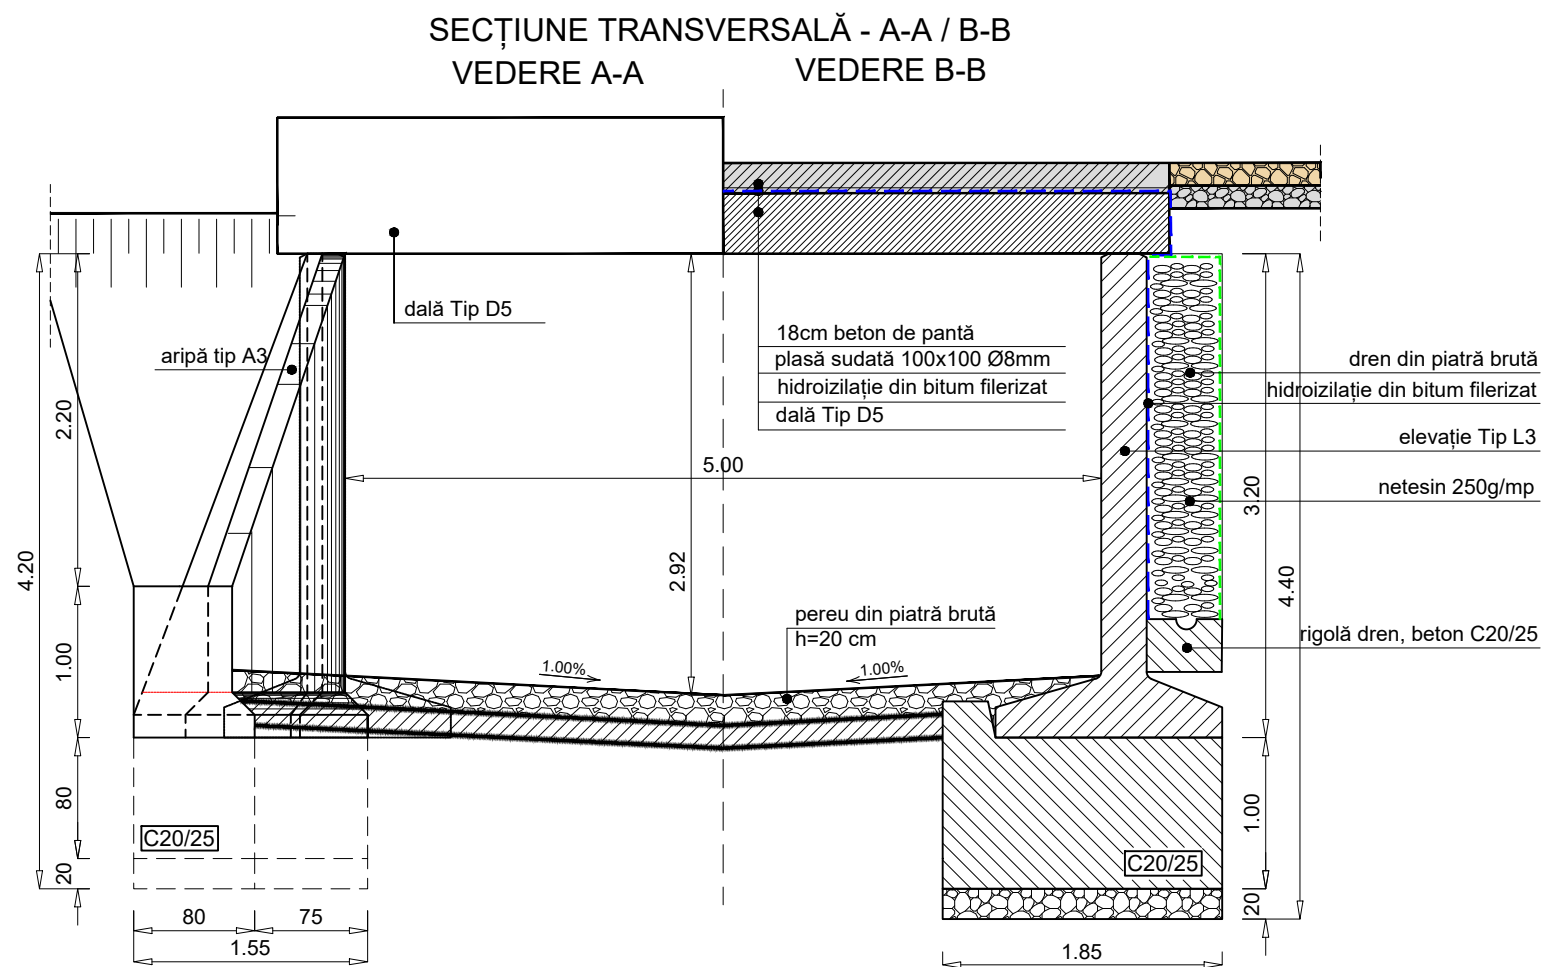 SECȚIUNE TRANSVERSALĂ - A-A / B-B
VEDERE A-A
VEDERE B-B
dală Tip D5
aripă tip A3
18cm beton de pantă
plasă sudată 100x100 Ø8mm
hidroizilație din bitum filerizat
dală Tip D5
dren din piatră brută
hidroizilație din bitum filerizat
elevație Tip L3
netesin 250g/mp
rigolă dren, beton C20/25
5.00
2.92
pereu din piatră brută
h=20 cm
1.00%
1.00%
4.20
2.20
1.00
80
20
C20/25
80
75
1.55
3.20
4.40
1.00
20
C20/25
1.85